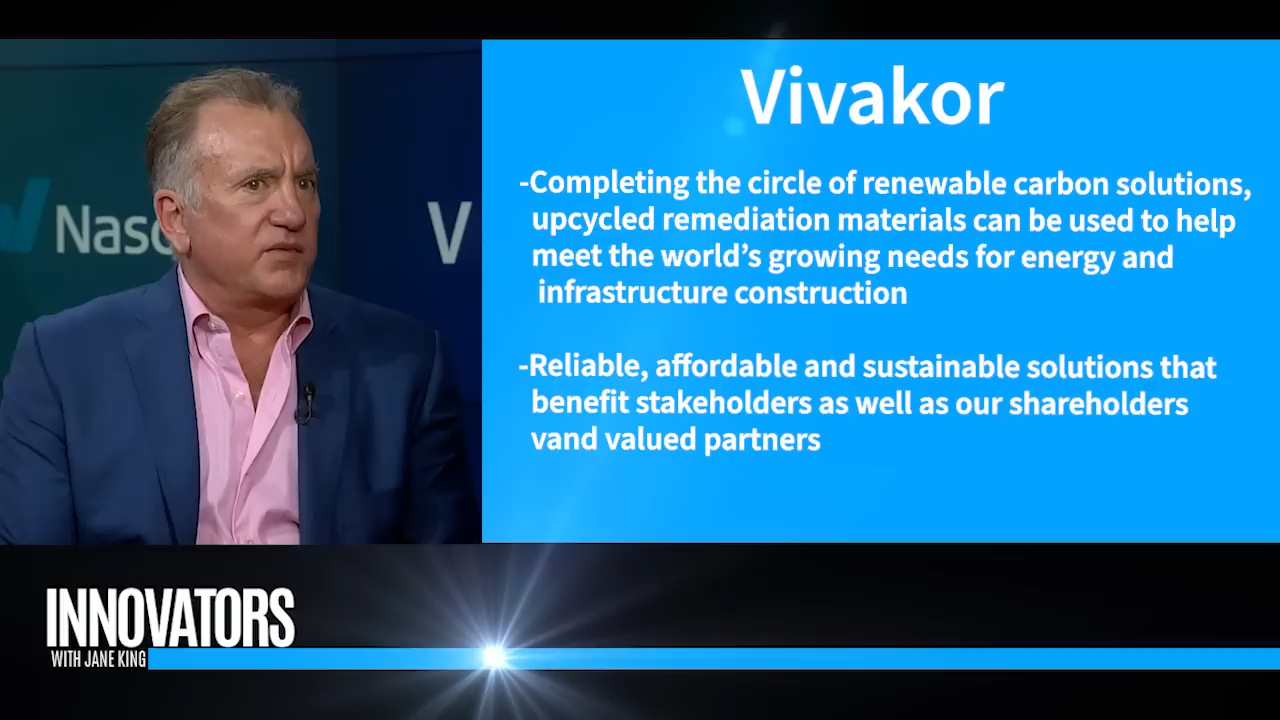 Vivakor
-Completing the circle of renewable carbon solutions,
upcycled remediation materials can be used to help
meet the world's growing needs for energy and
infrastructure construction
-Reliable, affordable and sustainable solutions that
benefit stakeholders as well as our shareholders
vand valued partners
Nasd
V
INNOVATORS
WITH JANE KING